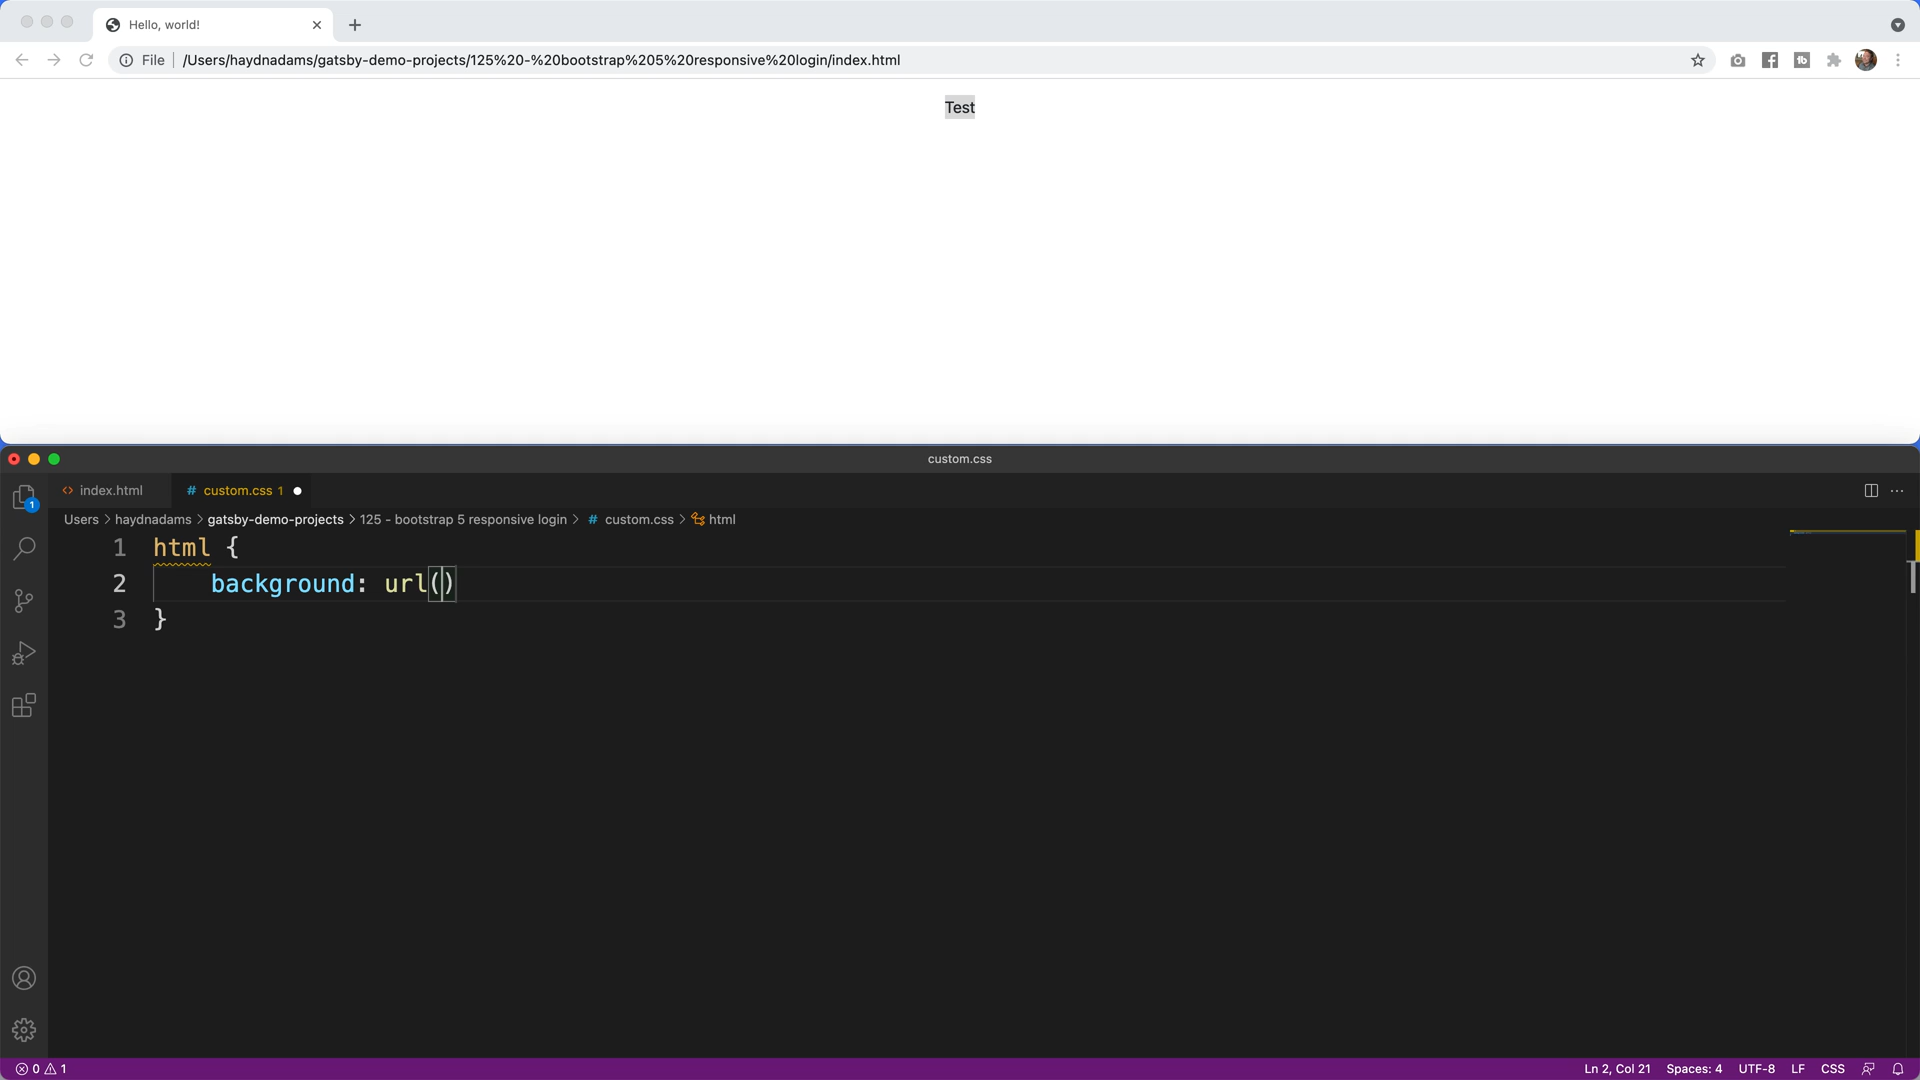 Hello, world!
File /Users/haydnadams/gatsby-demo-projects/125%20-%20bootstrap%205%20responsive%20login/index.html
Test
custom.css
index.html
# custom.css 1
Users > haydnadams > gatsby-demo-projects > 125 - bootstrap 5 responsive login > # custom.css > html
1 html {
2 background: url()
3 }
0 1
Ln 2, Col 21 Spaces: 4 UTF-8 LF CSS
1